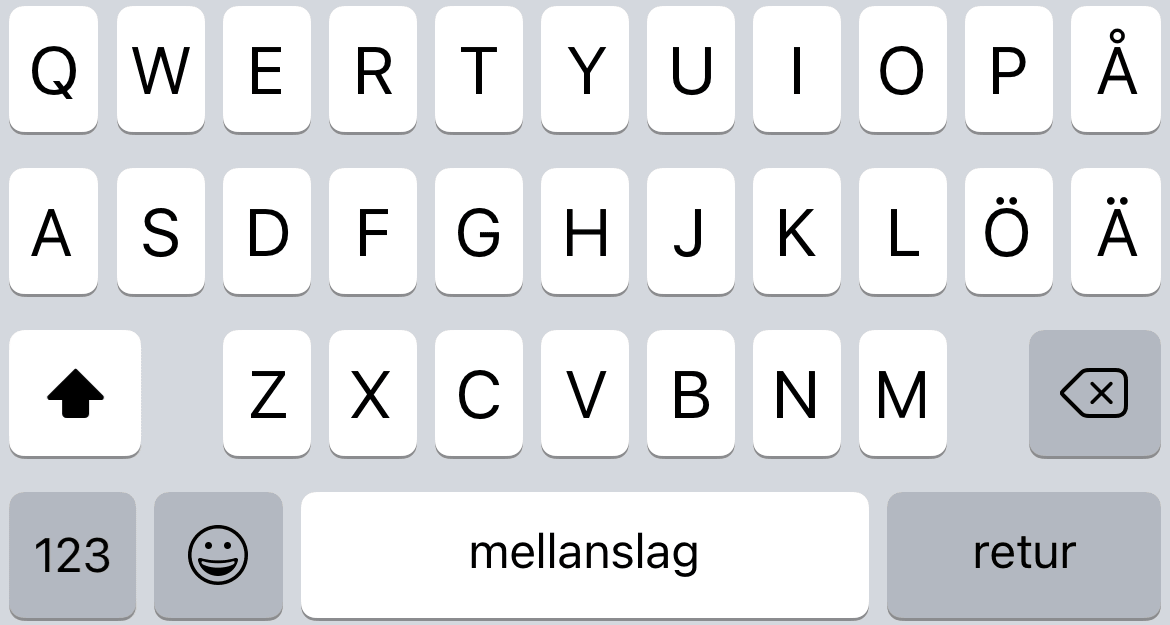 Q W E R T Y U I O P Å
A S D F G H J K L Ö Ä
Z X C V B N M
123 mellanslag retur